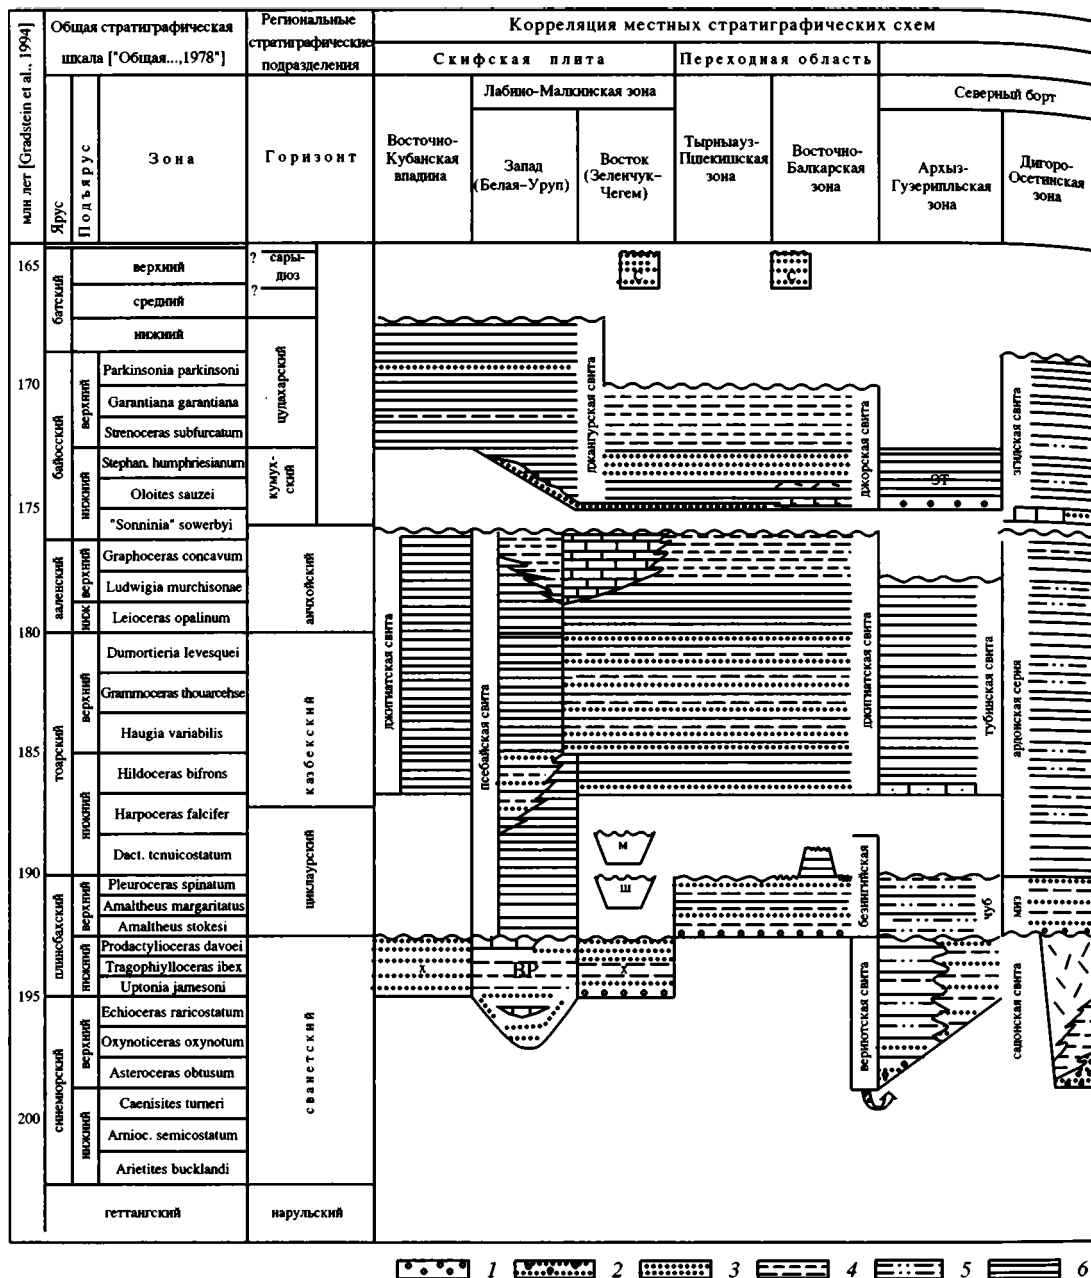 млн лет [Gradstein et al., 1994]
Общая стратиграфическая
шкала ["Общая...,1978"]
Ярус
Подъярус
Зона
Региональные
стратиграфические
подразделения
Горизонт
Корреляция местных стратиграфических схем
Скифская плита
Переходная область
Лабино-Малкинская зона
Северный борт
Восточно-
Кубанская
впадина
Запад
(Белая–Уруп)
Восток
(Зеленчук–
Чегем)
Тырныауз-
Пшекишская
зона
Восточно-
Балкарская
зона
Архыз-
Гузерипльская
зона
Дигоро-
Осетинская
зона
165
170
175
180
185
190
195
200
батский
верхний
средний
нижний
байосский
верхний
Parkinsonia parkinsoni
Garantiana garantiana
Strenoceras subfurcatum
нижний
Stephan. humphriesianum
Oloites sauzei
"Sonninia" sowerbyi
ааленский
верхний
Graphoceras concavum
Ludwigia murchisonae
ниж
Leioceras opalinum
тоарский
верхний
Dumortieria levesquei
Grammoceras thouarcehse
Haugia variabilis
нижний
Hildoceras bifrons
Harpoceras falcifer
Dact. tcnuicostatum
плинсбахский
верхний
Pleuroceras spinatum
Amaltheus margaritatus
Amaltheus stokesi
нижний
Prodactylioceras davoei
Tragophylloceras ibex
Uptonia jamesoni
синемюрский
верхний
Echioceras raricostatum
Oxynoticeras oxynotum
Asteroceras obtusum
нижний
Caenisites turneri
Arnioc. semicostatum
Arietites bucklandi
геттангский
? сары-
дюз
?
цудахарский
кумух-
ский
анчхойский
казбекский
циклаурский
сванетский
нарульский
С
С
джангурская свита
джорская свита
ЭТ
згидская свита
джигиатская свита
псебайская свита
джигиатская свита
тубинская свита
ардонская серия
м
ш
безингийская
чуб
миз
х
ВР
х
садонская свита
1
2
3
4
5
6